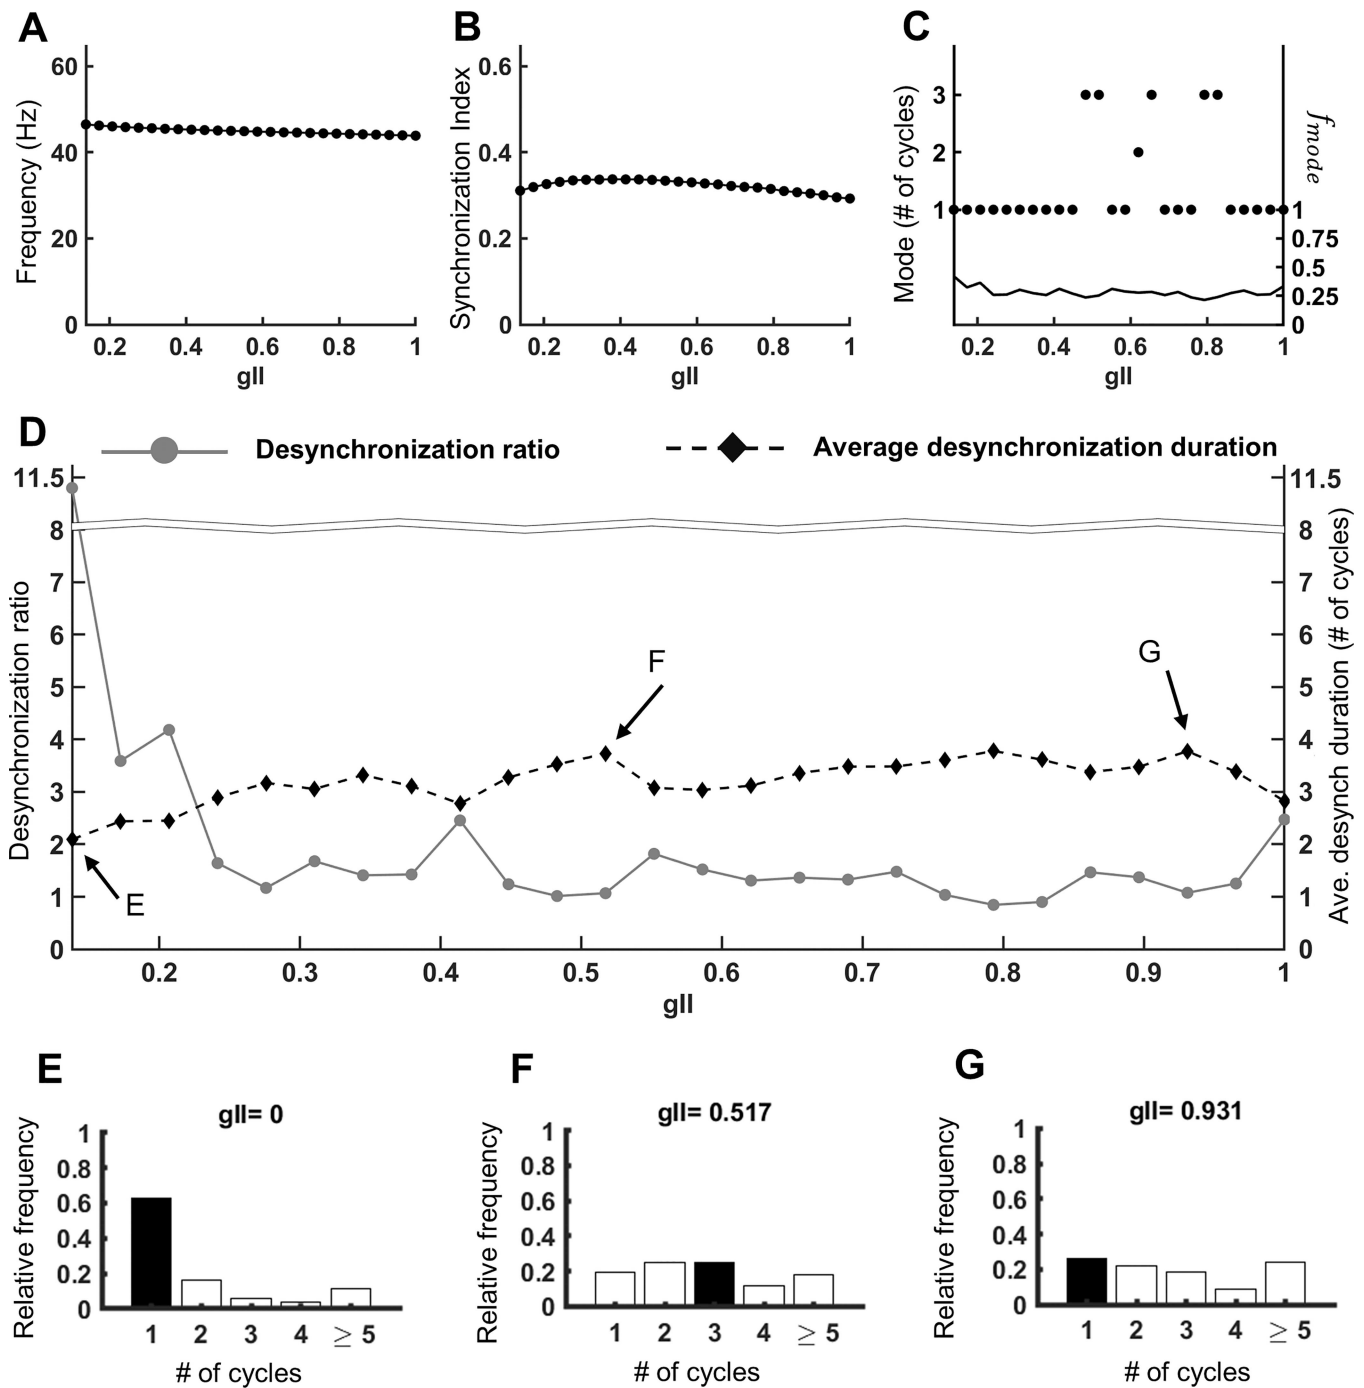 A
B
C
60
40
20
0
Frequency (Hz)
0.2 0.4 0.6 0.8 1
gII
0.6
0.4
0.2
0
Synchronization Index
0.2 0.4 0.6 0.8 1
gII
3
2
1
Mode (# of cycles)
1
0.75
0.5
0.25
0
fmode
0.2 0.4 0.6 0.8 1
gII
D
Desynchronization ratio
Average desynchronization duration
11.5
8
7
6
5
4
3
2
1
0
Desynchronization ratio
F
G
E
11.5
8
7
6
5
4
3
2
1
0
Ave. desynch duration (# of cycles)
0.2 0.3 0.4 0.5 0.6 0.7 0.8 0.9 1
gII
E
gII= 0
1
0.8
0.6
0.4
0.2
0
Relative frequency
1 2 3 4 ≥ 5
# of cycles
F
gII= 0.517
1
0.8
0.6
0.4
0.2
0
Relative frequency
1 2 3 4 ≥ 5
# of cycles
G
gII= 0.931
1
0.8
0.6
0.4
0.2
0
Relative frequency
1 2 3 4 ≥ 5
# of cycles